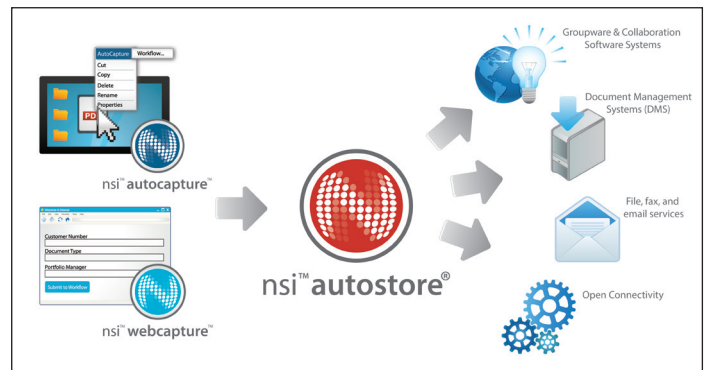 AutoCapture
Workflow...
Cut
Copy
Delete
Rename
Properties
PD
nsi™ autocapture™
Customer Number
Document Type
Portfolio Manager
Submit to Workflow
nsi™ webcapture™
nsi™ autostore®
Groupware & Collaboration
Software Systems
Document Management
Systems (DMS)
File, fax, and
email services
Open Connectivity